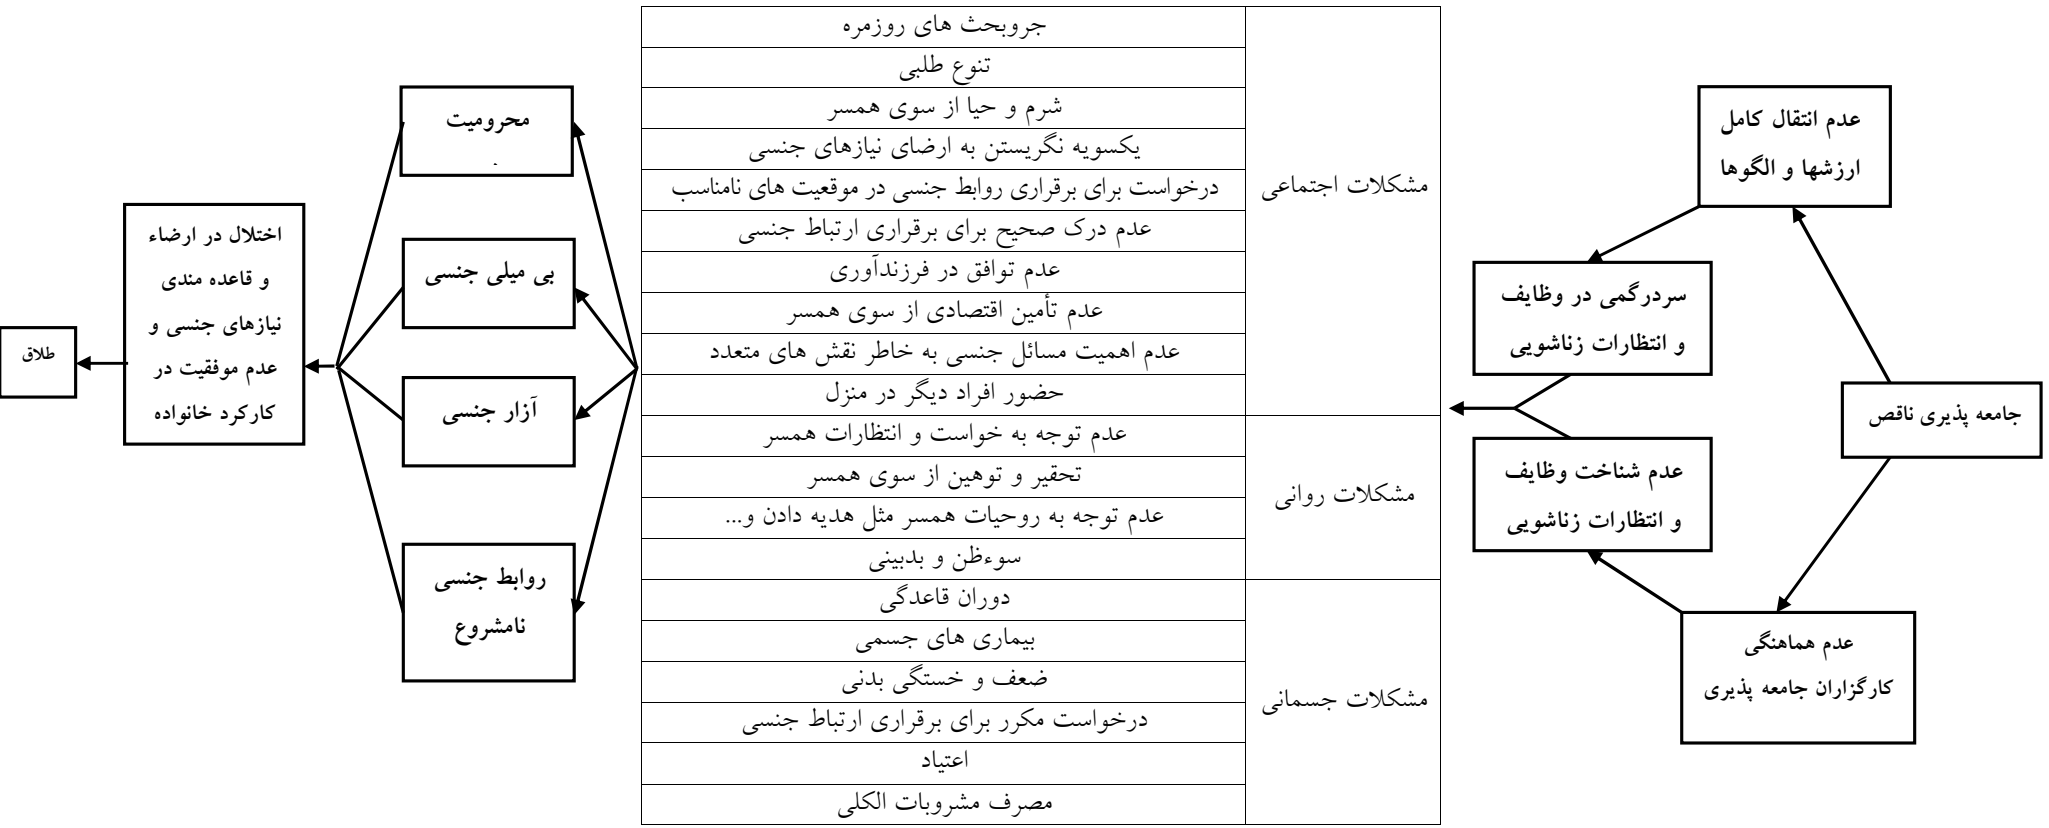 جامعه پذیری ناقص
عدم انتقال کامل
ارزشها و الگوها
عدم هماهنگی
کارگزاران جامعه پذیری
سردرگمی در وظایف
و انتظارات زناشویی
عدم شناخت وظایف
و انتظارات زناشویی
مشکلات اجتماعی
جروبحث های روزمره
تنوع طلبی
شرم و حیا از سوی همسر
یکسویه نگریستن به ارضای نیازهای جنسی
درخواست برای برقراری روابط جنسی در موقعیت های نامناسب
عدم درک صحیح برای برقراری ارتباط جنسی
عدم توافق در فرزندآوری
عدم تأمین اقتصادی از سوی همسر
عدم اهمیت مسائل جنسی به خاطر نقش های متعدد
حضور افراد دیگر در منزل
مشکلات روانی
عدم توجه به خواست و انتظارات همسر
تحقیر و توهین از سوی همسر
عدم توجه به روحیات همسر مثل هدیه دادن و...
سوءظن و بدبینی
مشکلات جسمانی
دوران قاعدگی
بیماری های جسمی
ضعف و خستگی بدنی
درخواست مکرر برای برقراری ارتباط جنسی
اعتیاد
مصرف مشروبات الکلی
محرومیت
بی میلی جنسی
آزار جنسی
روابط جنسی
نامشروع
اختلال در ارضاء
و قاعده مندی
نیازهای جنسی و
عدم موفقیت در
کارکرد خانواده
طلاق